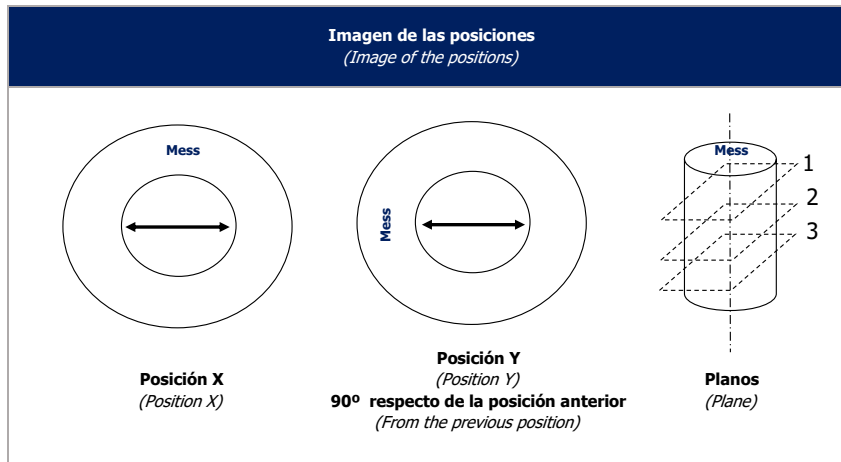 Imagen de las posiciones
(Image of the positions)
Mess
Mess
Mess
1
2
3
Posición X
(Position X)
Posición Y
(Position Y)
90º respecto de la posición anterior
(From the previous position)
Planos
(Plane)